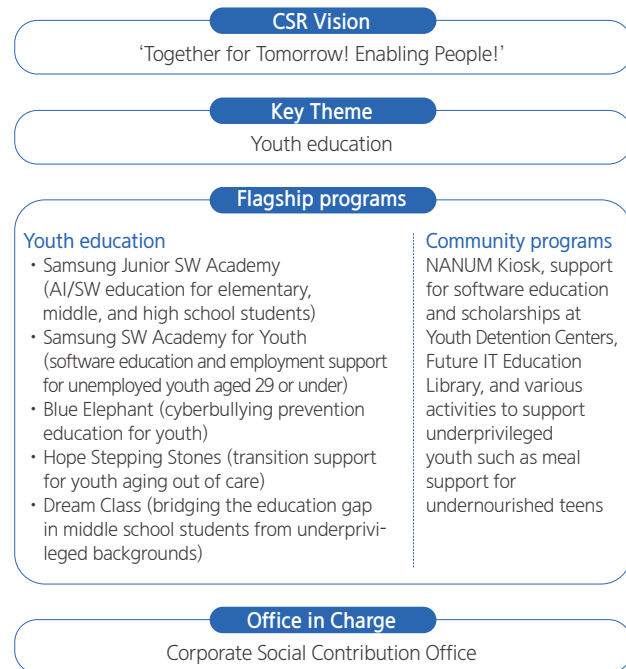 CSR Vision
‘Together for Tomorrow! Enabling People!’
Key Theme
Youth education
Flagship programs
Youth education
・Samsung Junior SW Academy
(AI/SW education for elementary,
middle, and high school students)
・Samsung SW Academy for Youth
(software education and employment support
for unemployed youth aged 29 or under)
・Blue Elephant (cyberbullying prevention
education for youth)
・Hope Stepping Stones (transition support
for youth aging out of care)
・Dream Class (bridging the education gap
in middle school students from underprivi-
leged backgrounds)
Community programs
NANUM Kiosk, support
for software education
and scholarships at
Youth Detention Centers,
Future IT Education
Library, and various
activities to support
underprivileged
youth such as meal
support for
undernourished teens
Office in Charge
Corporate Social Contribution Office